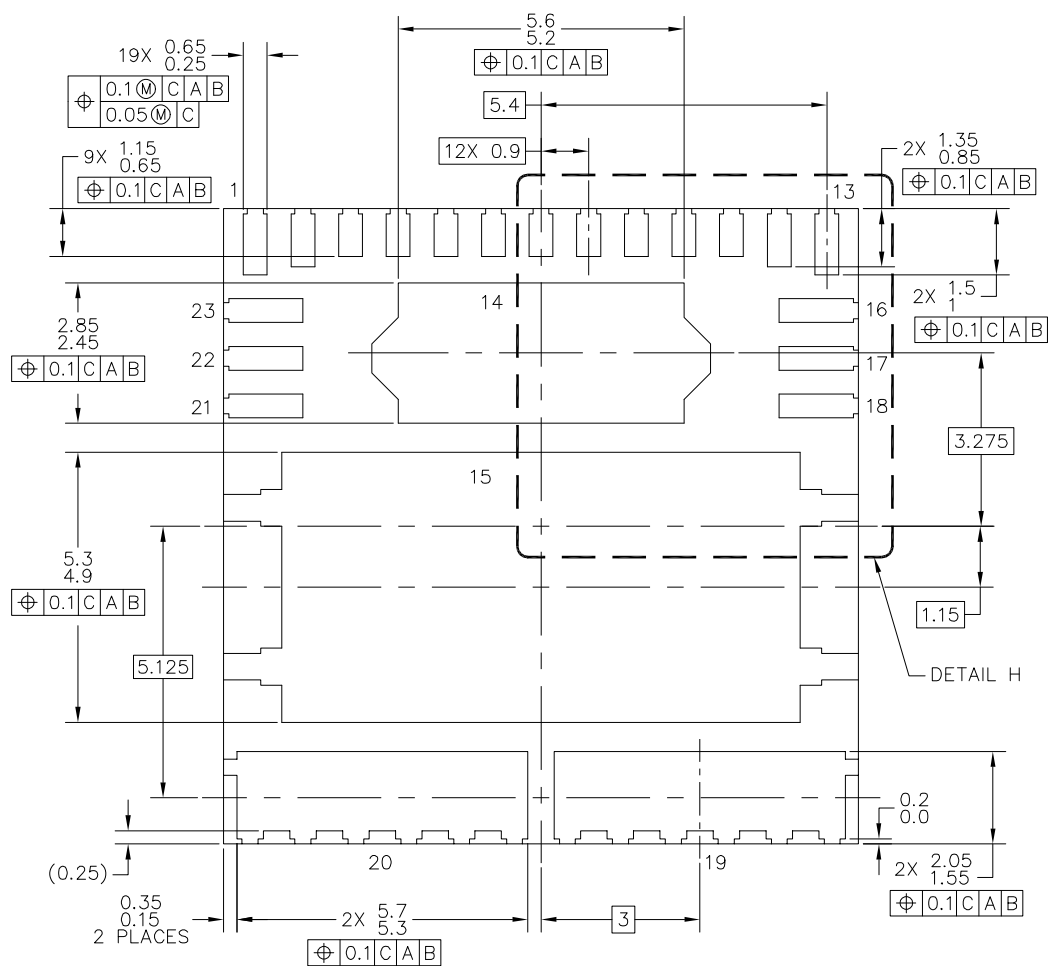 5.6
5.2
⌖ 0.1 C A B
19X 0.65
0.25
⌖ 0.1 Ⓜ C A B
0.05 Ⓜ C
5.4
12X 0.9
9X 1.15
0.65
⌖ 0.1 C A B
2X 1.35
0.85
⌖ 0.1 C A B
1
13
2X 1.5
1
⌖ 0.1 C A B
23
14
16
2.85
2.45
⌖ 0.1 C A B
22
17
21
18
3.275
15
5.3
4.9
⌖ 0.1 C A B
1.15
5.125
DETAIL H
0.2
0.0
(0.25)
20
19
2X 2.05
1.55
⌖ 0.1 C A B
0.35
0.15
2 PLACES
2X 5.7
5.3
⌖ 0.1 C A B
3